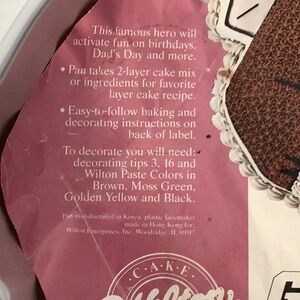 This famous hero will
activate fun on birthdays,
Dad's Day and more.
• Pan takes 2-layer cake mix
or ingredients for favorite
layer cake recipe.
• Easy-to-follow baking and
decorating instructions on
back of label.
To decorate you will need:
decorating tips 3, 16 and
Wilton Paste Colors in
Brown, Moss Green,
Golden Yellow and Black.
Pan manufactured in Korea, plastic facemaker
made in Hong Kong for:
Wilton Enterprises, Inc. Woodridge, IL 60517
CAKE
Wilton